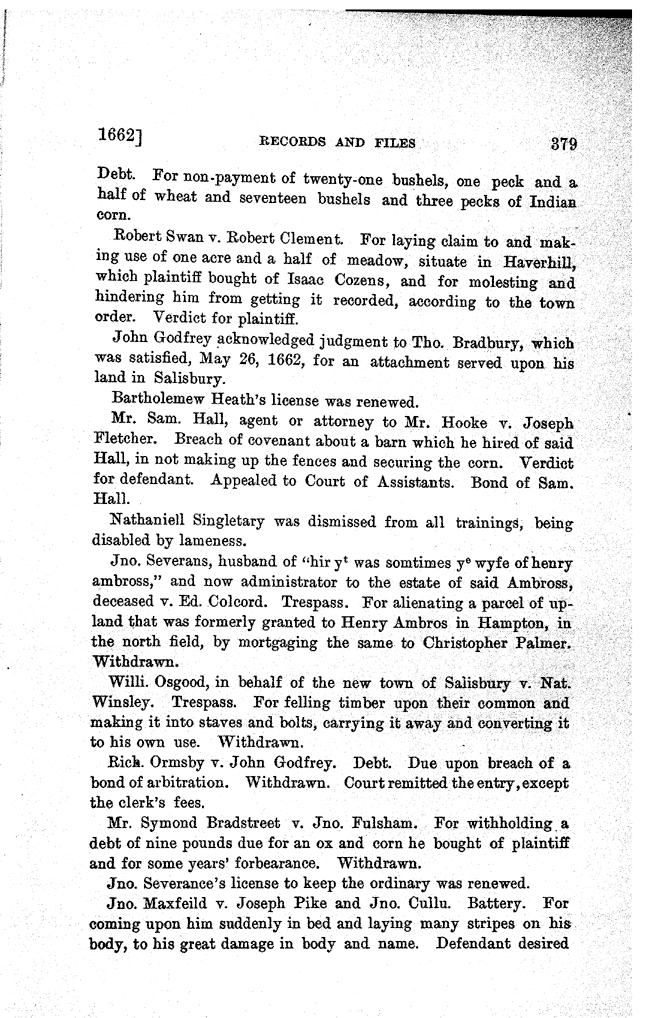 1662]	RECORDS AND FILES	379
Debt. For non-payment of twenty-one bushels, one peck and a
half of wheat and seventeen bushels and three pecks of Indian
corn.
Robert Swan v. Robert Clement. For laying claim to and mak-
ing use of one acre and a half of meadow, situate in Haverhill,
which plaintiff bought of Isaac Cozens, and for molesting and
hindering him from getting it recorded, according to the town
order. Verdict for plaintiff.
John Godfrey acknowledged judgment to Tho. Bradbury, which
was satisfied, May 26, 1662, for an attachment served upon his
land in Salisbury.
Bartholemew Heath's license was renewed.
Mr. Sam. Hall, agent or attorney to Mr. Hooke v. Joseph
Fletcher. Breach of covenant about a barn which he hired of said
Hall, in not making up the fences and securing the corn. Verdict
for defendant. Appealed to Court of Assistants. Bond of Sam.
Hall.
Nathaniell Singletary was dismissed from all trainings, being
disabled by lameness.
Jno. Severans, husband of "hir yᵗ was somtimes yᵉ wyfe of henry
ambross," and now administrator to the estate of said Ambross,
deceased v. Ed. Colcord. Trespass. For alienating a parcel of up-
land that was formerly granted to Henry Ambros in Hampton, in
the north field, by mortgaging the same to Christopher Palmer.
Withdrawn.
Willi. Osgood, in behalf of the new town of Salisbury v. Nat.
Winsley. Trespass. For felling timber upon their common and
making it into staves and bolts, carrying it away and converting it
to his own use. Withdrawn.
Rich. Ormsby v. John Godfrey. Debt. Due upon breach of a
bond of arbitration. Withdrawn. Court remitted the entry, except
the clerk's fees.
Mr. Symond Bradstreet v. Jno. Fulsham. For withholding a
debt of nine pounds due for an ox and corn he bought of plaintiff
and for some years' forbearance. Withdrawn.
Jno. Severance's license to keep the ordinary was renewed.
Jno. Maxfeild v. Joseph Pike and Jno. Cullu. Battery. For
coming upon him suddenly in bed and laying many stripes on his
body, to his great damage in body and name. Defendant desired